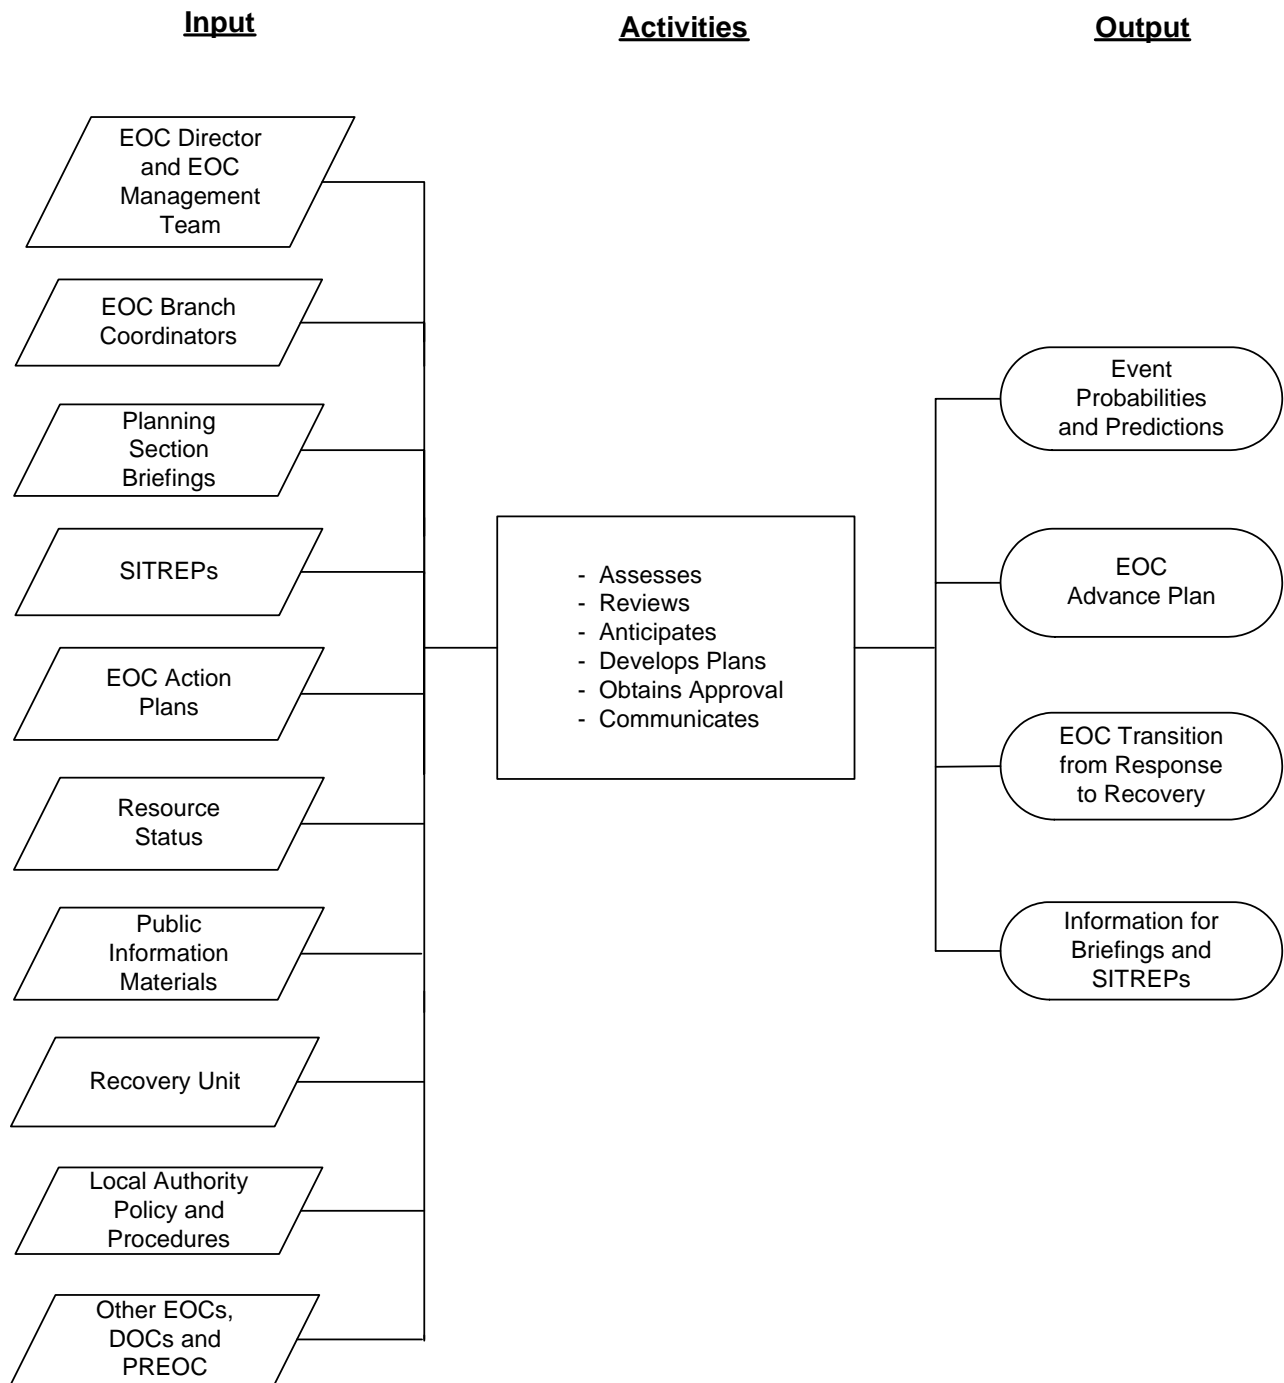 Input
Activities
Output
EOC Director
and EOC
Management
Team
EOC Branch
Coordinators
Planning
Section
Briefings
SITREPs
EOC Action
Plans
Resource
Status
Public
Information
Materials
Recovery Unit
Local Authority
Policy and
Procedures
Other EOCs,
DOCs and
PREOC
- Assesses
- Reviews
- Anticipates
- Develops Plans
- Obtains Approval
- Communicates
Event
Probabilities
and Predictions
EOC
Advance Plan
EOC Transition
from Response
to Recovery
Information for
Briefings and
SITREPs